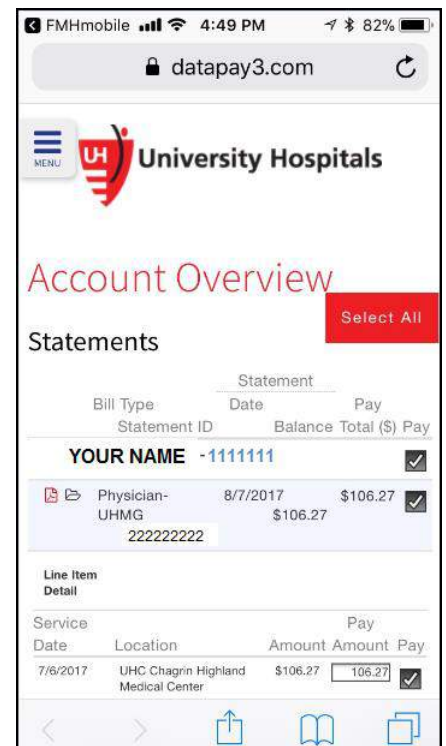 FMHmobile 4:49 PM 82%
datapay3.com
MENU UH University Hospitals
Account Overview
Select All
Statements
Statement
Bill Type Date Pay
Statement ID Balance Total ($) Pay
YOUR NAME -1111111
Physician- 8/7/2017 $106.27
UHMG $106.27
222222222
Line Item
Detail
Service Pay
Date Location Amount Amount Pay
7/6/2017 UHC Chagrin Highland $106.27 106.27
Medical Center